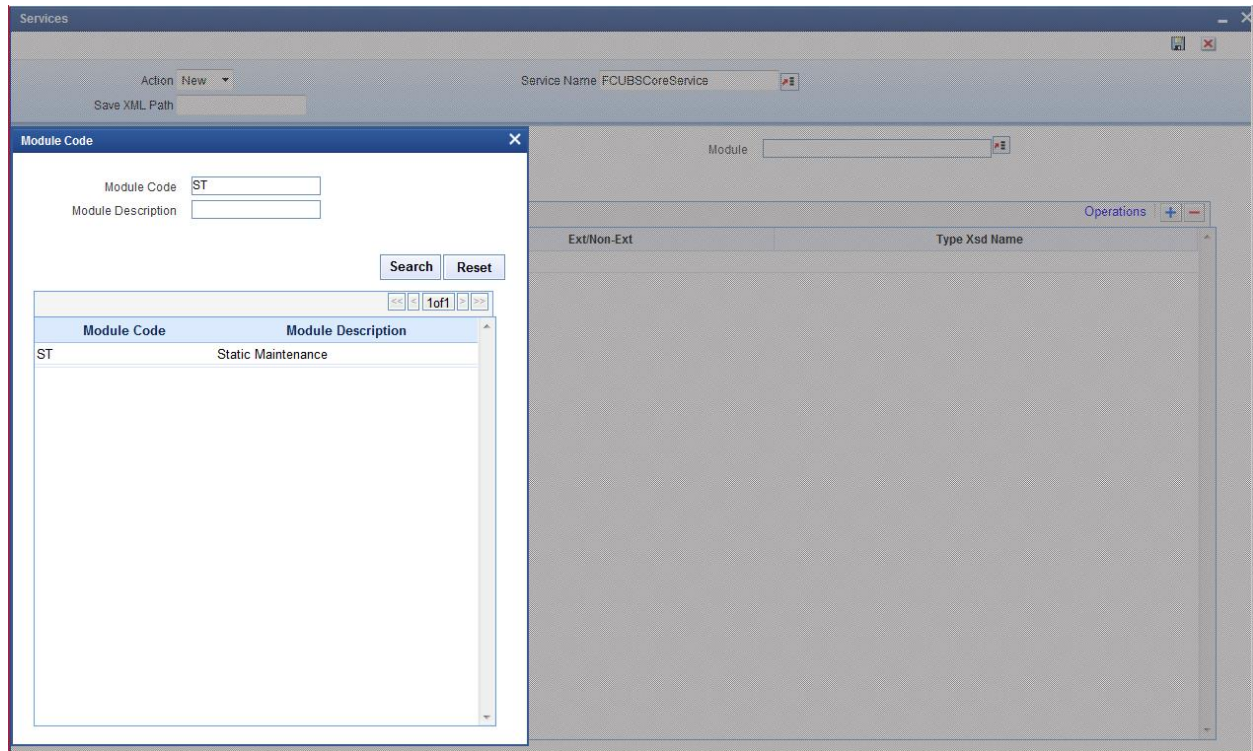 Services
Action New
Service Name FCUBSCoreService
Save XML Path
Module Code
Module
Module Code ST
Module Description
Operations
Ext/Non-Ext Type Xsd Name
Search Reset
<< < 1of1 > >>
Module Code Module Description
ST Static Maintenance